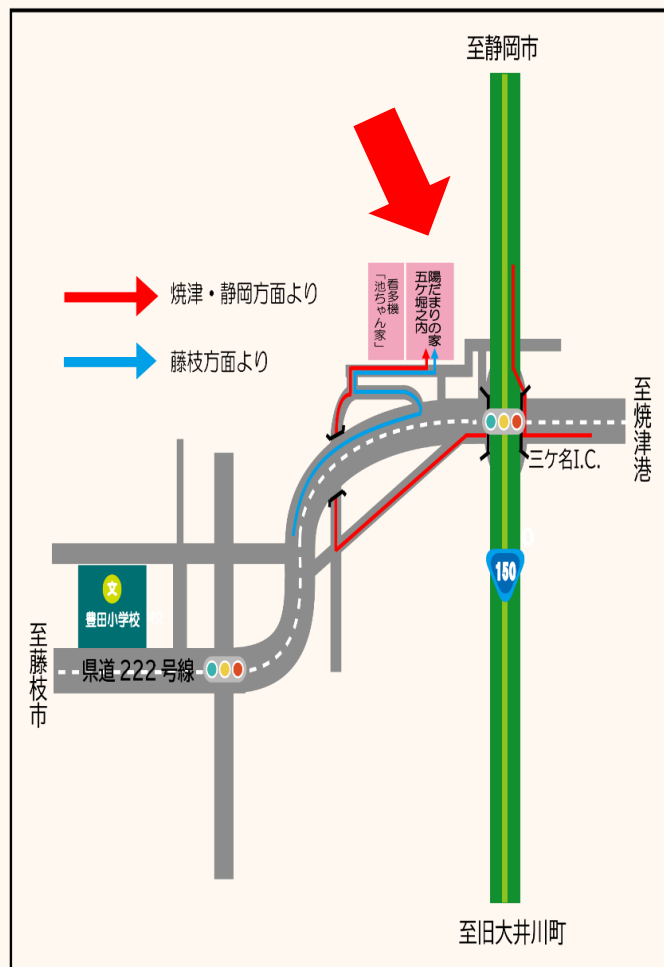 至静岡市
焼津・静岡方面より
藤枝方面より
陽だまりの家
五ケ堀之内
看多機
「池ちゃん家」
至焼津港
三ケ名I.C.
150
文
豊田小学校
至藤枝市
県道222号線
至旧大井川町